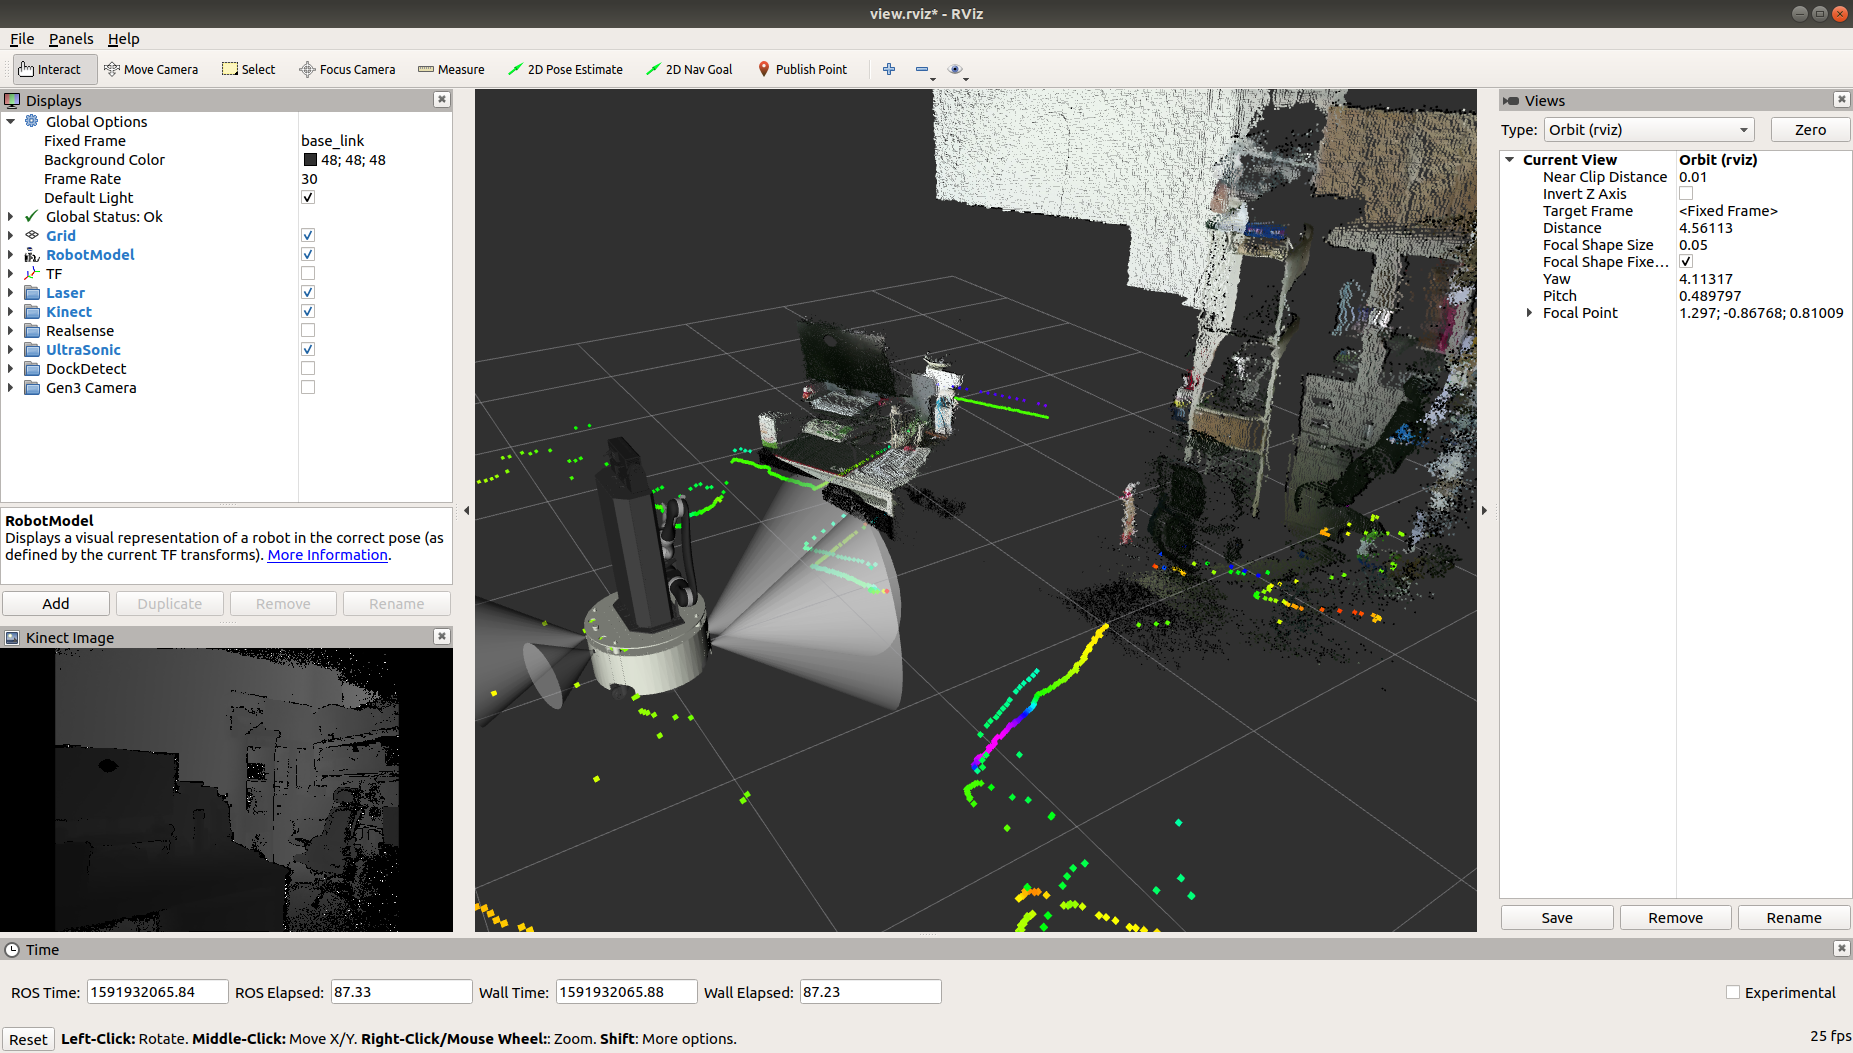 view.rviz* - RViz
File Panels Help
Interact Move Camera Select Focus Camera Measure 2D Pose Estimate 2D Nav Goal Publish Point
Displays
Global Options
Fixed Frame base_link
Background Color 48; 48; 48
Frame Rate 30
Default Light
Global Status: Ok
Grid
RobotModel
TF
Laser
Kinect
Realsense
UltraSonic
DockDetect
Gen3 Camera
RobotModel
Displays a visual representation of a robot in the correct pose (as
defined by the current TF transforms). More Information.
Add Duplicate Remove Rename
Kinect Image
Views
Type: Orbit (rviz) Zero
Current View Orbit (rviz)
Near Clip Distance 0.01
Invert Z Axis
Target Frame <Fixed Frame>
Distance 4.56113
Focal Shape Size 0.05
Focal Shape Fixe...
Yaw 4.11317
Pitch 0.489797
Focal Point 1.297; -0.86768; 0.81009
Save Remove Rename
Time
ROS Time: 1591932065.84 ROS Elapsed: 87.33 Wall Time: 1591932065.88 Wall Elapsed: 87.23 Experimental
Reset Left-Click: Rotate. Middle-Click: Move X/Y. Right-Click/Mouse Wheel:: Zoom. Shift: More options. 25 fps